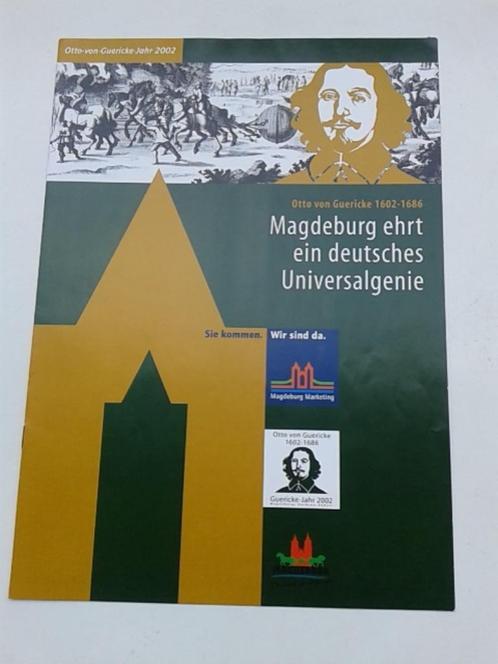 Otto-von-Guericke-Jahr 2002
Otto von Guericke 1602-1686
Magdeburg ehrt
ein deutsches
Universalgenie
Sie kommen. Wir sind da.
Magdeburg Marketing
Otto von Guericke
1602-1686
Guericke-Jahr 2002